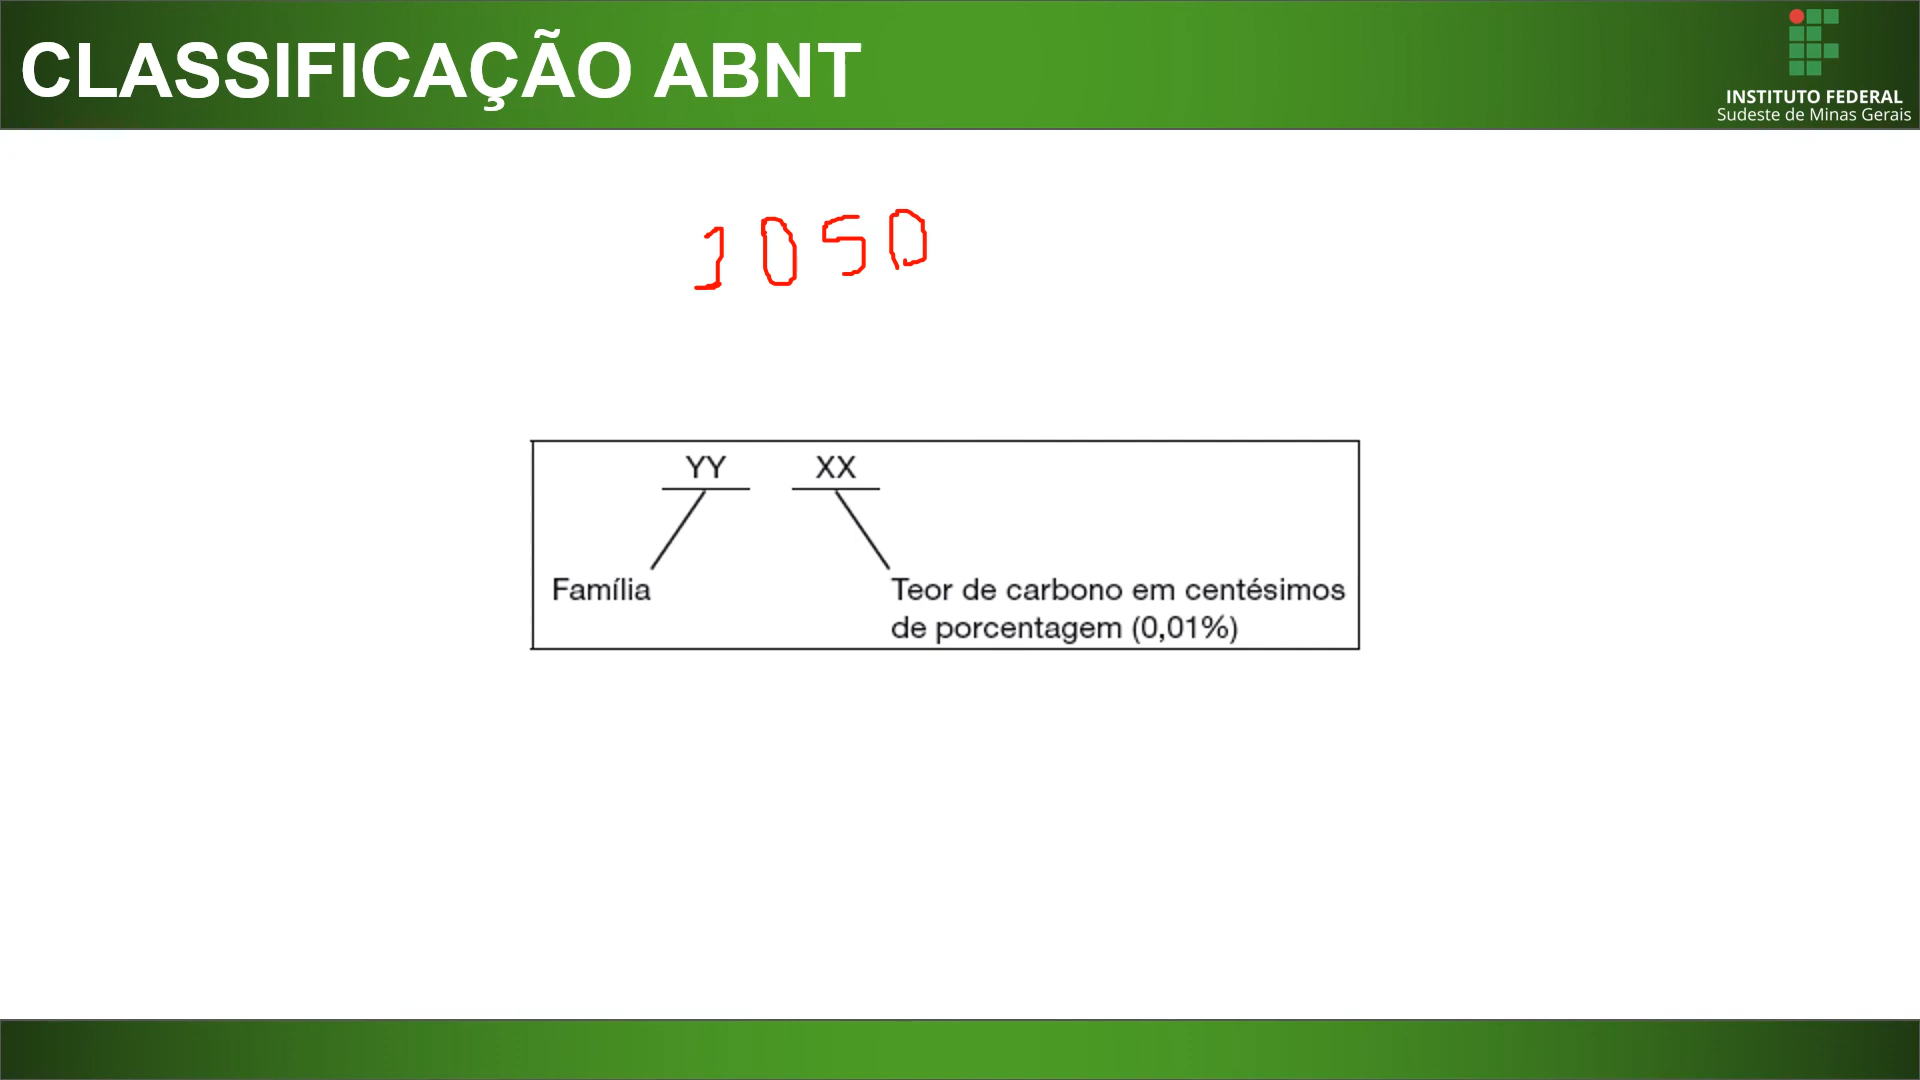 CLASSIFICAÇÃO ABNT
INSTITUTO FEDERAL
Sudeste de Minas Gerais
1050
YY XX
Família
Teor de carbono em centésimos
de porcentagem (0,01%)